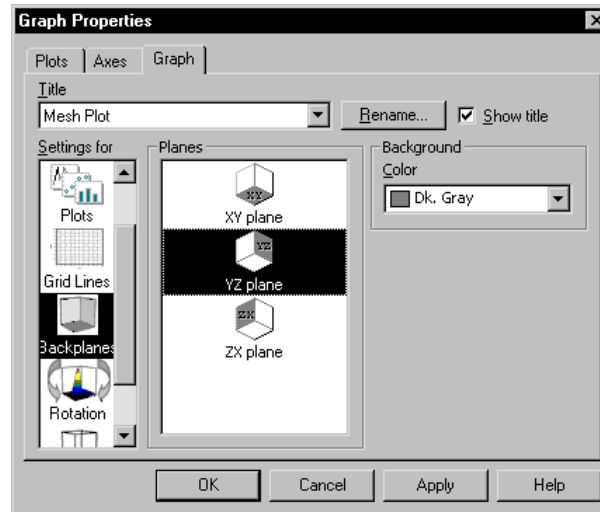 Graph Properties
Plots Axes Graph
Title
Mesh Plot Rename... Show title
Settings for Planes Background
Color
Dk. Gray
Plots
Grid Lines
Backplanes
Rotation
XY
XY plane
YZ
YZ plane
ZX
ZX plane
OK Cancel Apply Help